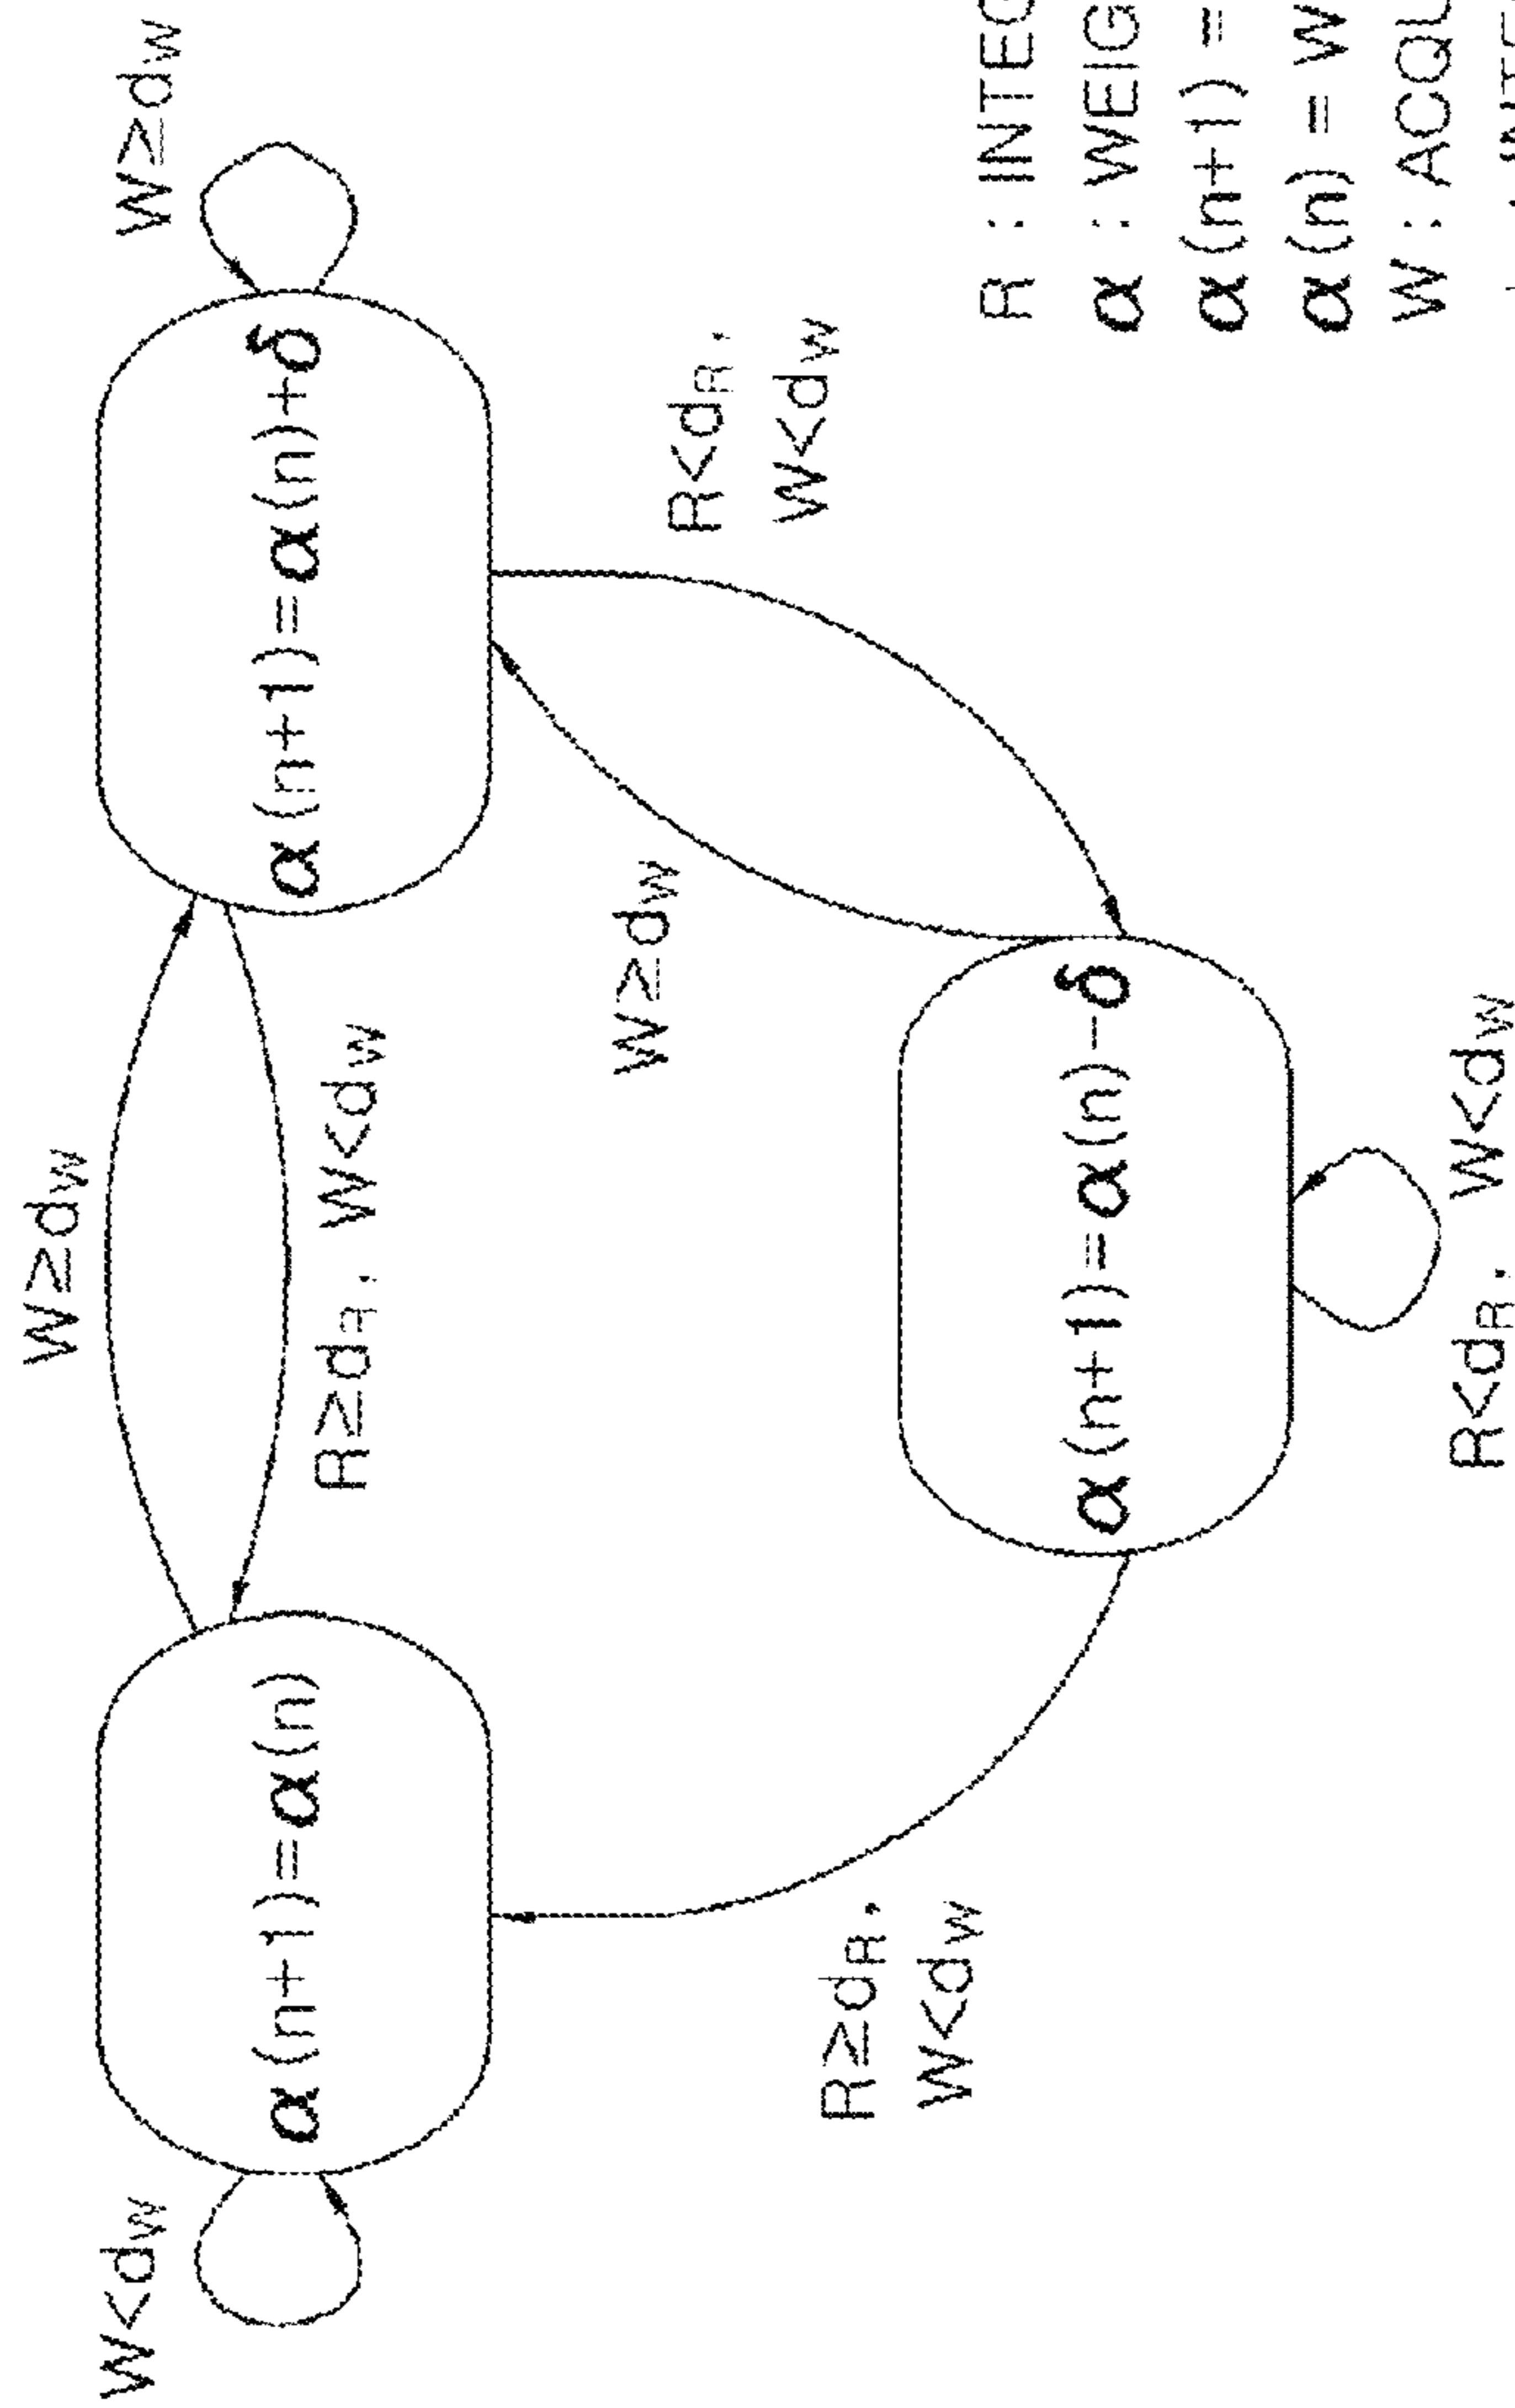 W≥dW
W<dW
α(n+1)=α(n)
W≥dW
R≥dR, W<dW
α(n+1)=α(n)+δ
R≥dR,
W<dW
W≥dW
R<dR,
W<dW
α(n+1)=α(n)−δ
R<dR, W<dW
R : INTEG
α : WEIG
α(n+1) =
α(n) = W
W : ACQU